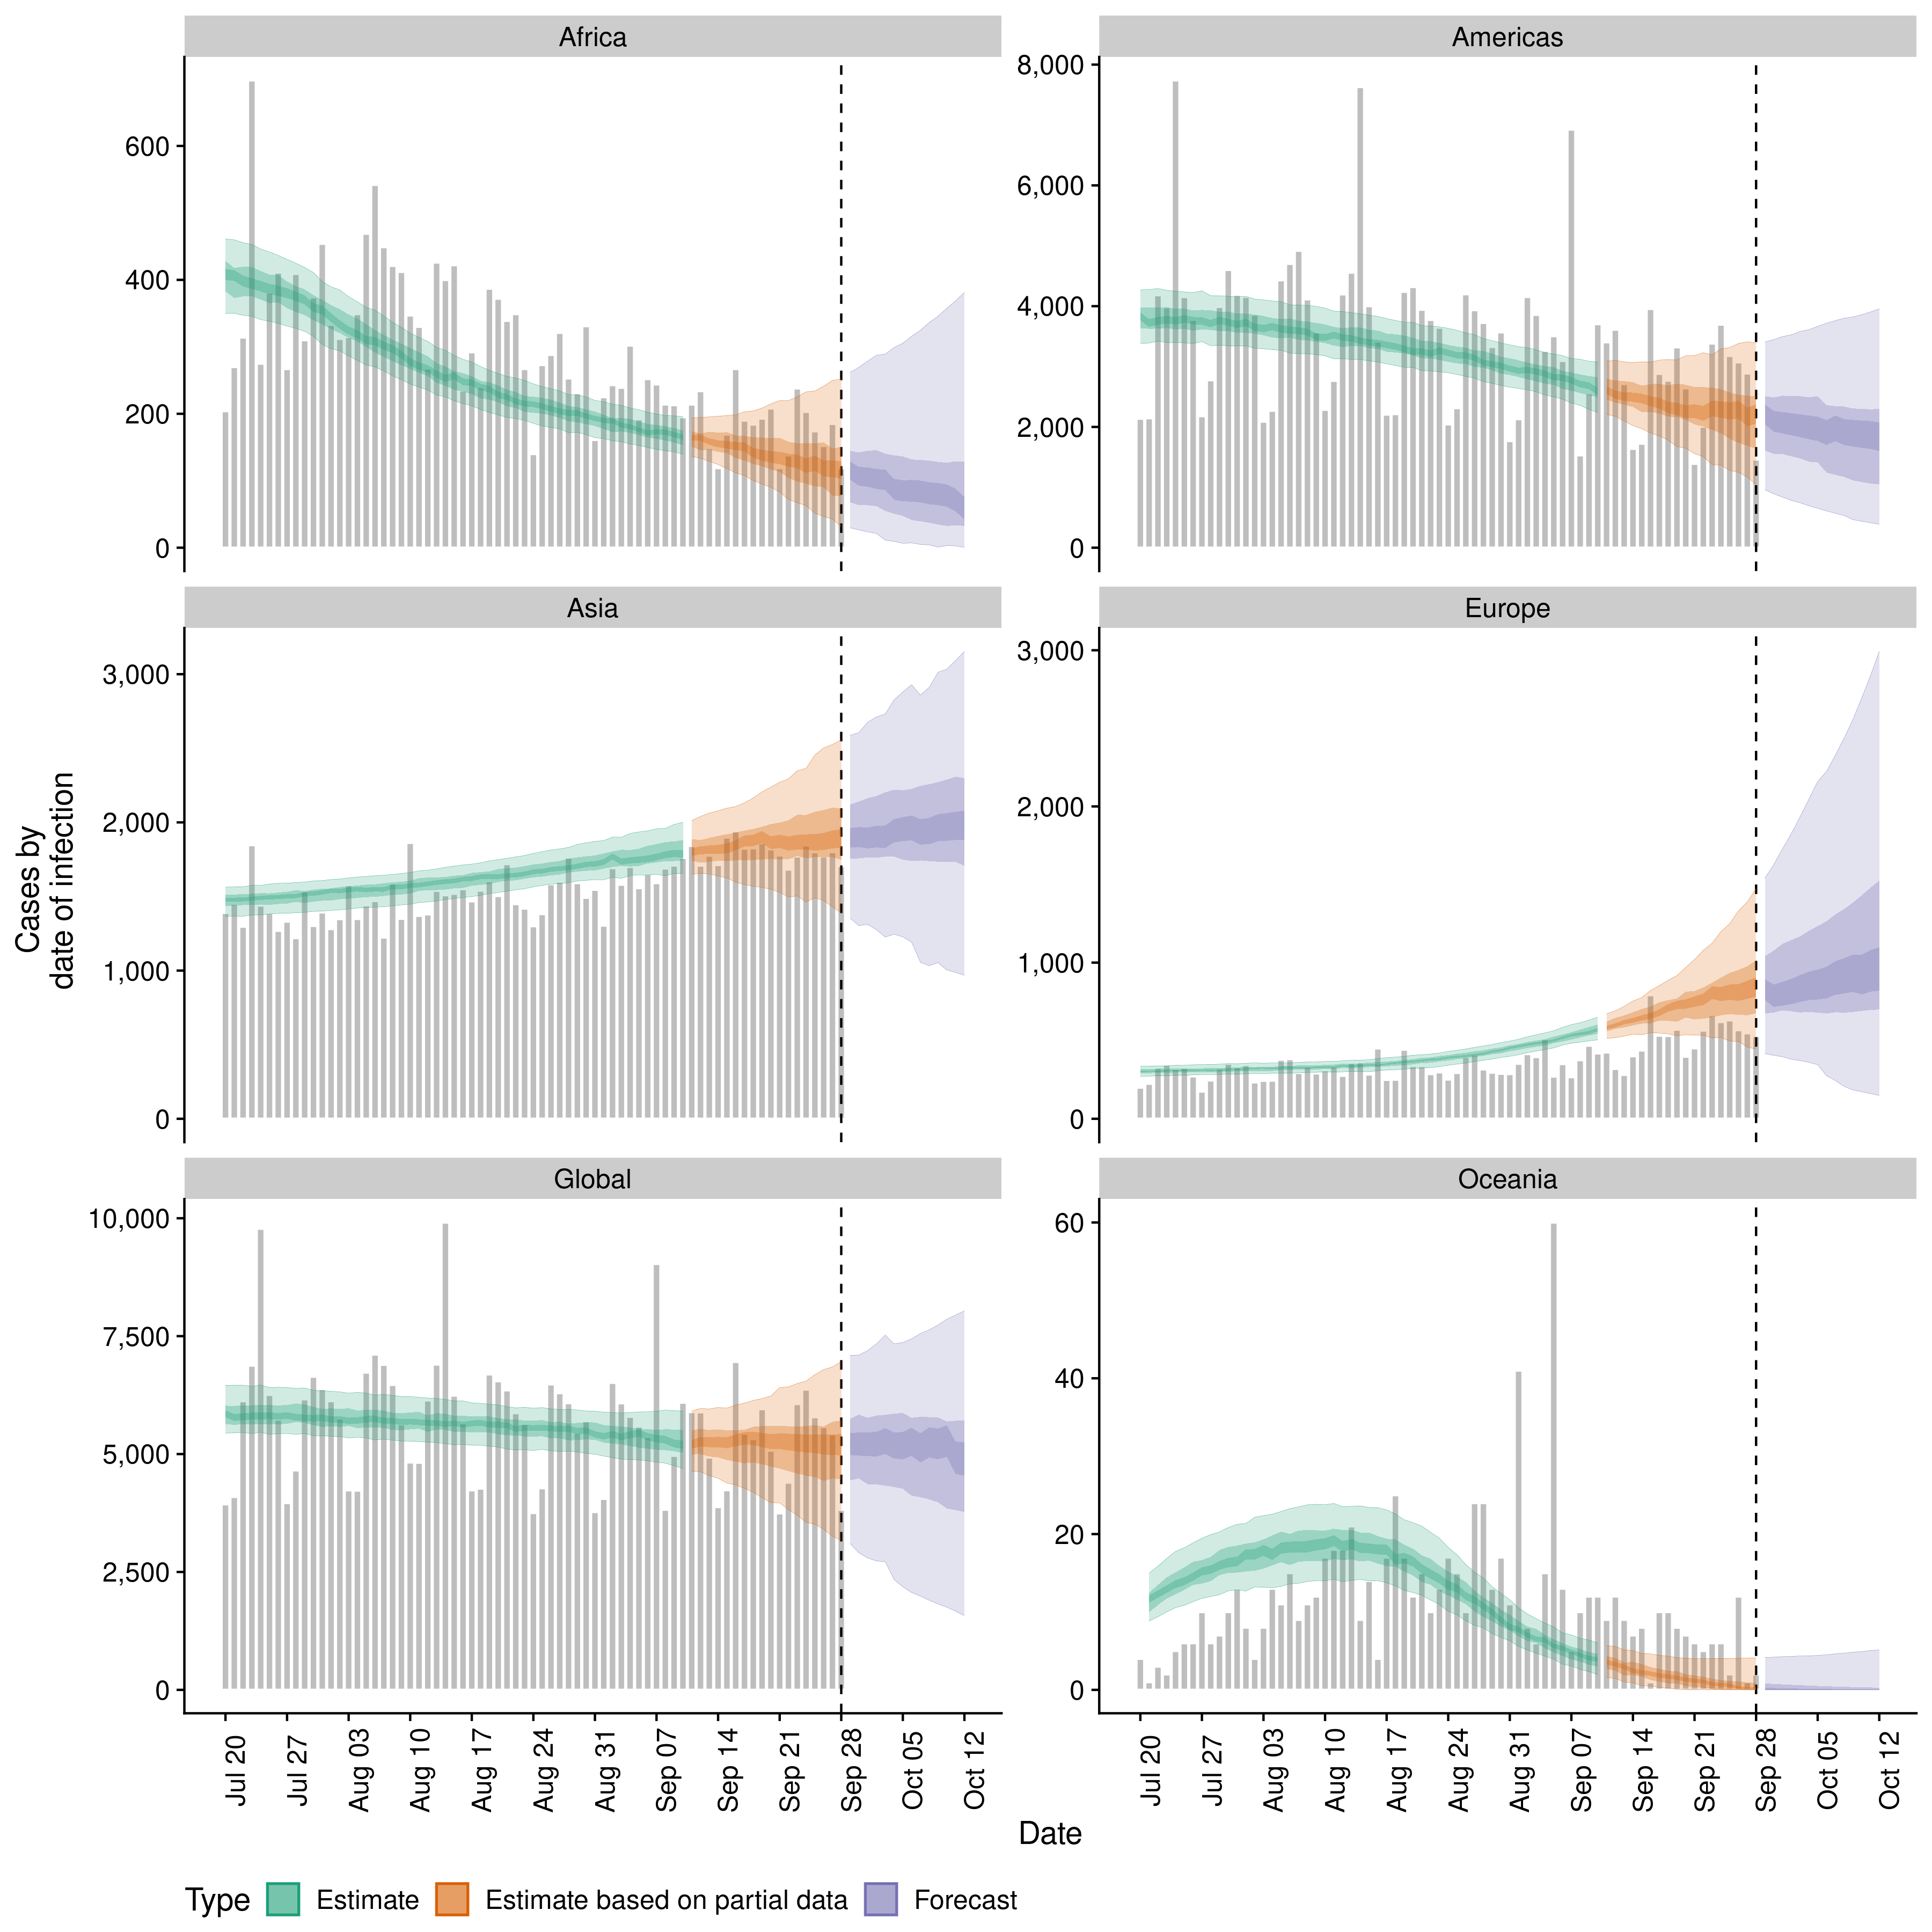 Africa
Americas
600
400
200
0
8,000
6,000
4,000
2,000
0
Asia
Europe
3,000
2,000
1,000
0
3,000
2,000
1,000
0
Cases by
date of infection
Global
Oceania
10,000
7,500
5,000
2,500
0
60
40
20
0
Jul 20
Jul 27
Aug 03
Aug 10
Aug 17
Aug 24
Aug 31
Sep 07
Sep 14
Sep 21
Sep 28
Oct 05
Oct 12
Jul 20
Jul 27
Aug 03
Aug 10
Aug 17
Aug 24
Aug 31
Sep 07
Sep 14
Sep 21
Sep 28
Oct 05
Oct 12
Date
Type Estimate Estimate based on partial data Forecast